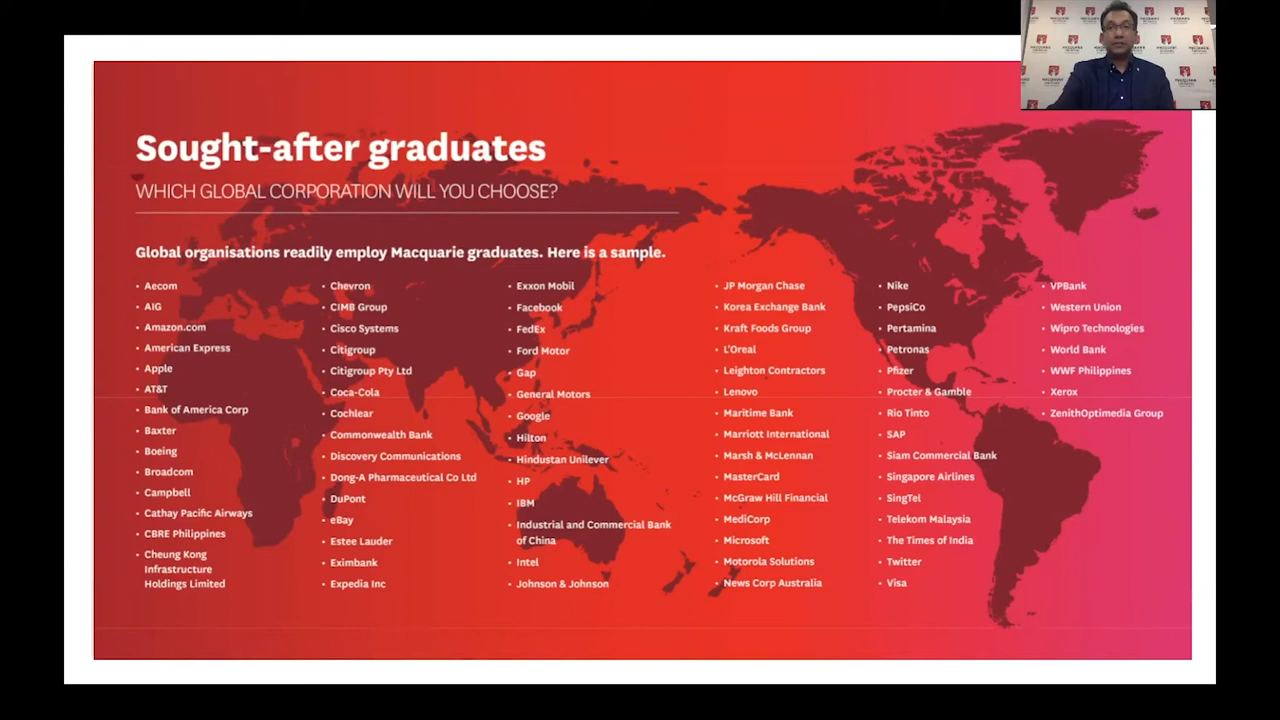 Sought-after graduates
WHICH GLOBAL CORPORATION WILL YOU CHOOSE?
Global organisations readily employ Macquarie graduates. Here is a sample.
• Aecom
• AIG
• Amazon.com
• American Express
• Apple
• AT&T
• Bank of America Corp
• Baxter
• Boeing
• Broadcom
• Campbell
• Cathay Pacific Airways
• CBRE Philippines
• Cheung Kong
Infrastructure
Holdings Limited
• Chevron
• CIMB Group
• Cisco Systems
• Citigroup
• Citigroup Pty Ltd
• Coca-Cola
• Cochlear
• Commonwealth Bank
• Discovery Communications
• Dong-A Pharmaceutical Co Ltd
• DuPont
• eBay
• Estee Lauder
• Eximbank
• Expedia Inc
• Exxon Mobil
• Facebook
• FedEx
• Ford Motor
• Gap
• General Motors
• Google
• Hilton
• Hindustan Unilever
• HP
• IBM
• Industrial and Commercial Bank
of China
• Intel
• Johnson & Johnson
• JP Morgan Chase
• Korea Exchange Bank
• Kraft Foods Group
• L'Oreal
• Leighton Contractors
• Lenovo
• Maritime Bank
• Marriott International
• Marsh & McLennan
• MasterCard
• McGraw Hill Financial
• MediCorp
• Microsoft
• Motorola Solutions
• News Corp Australia
• Nike
• PepsiCo
• Pertamina
• Petronas
• Pfizer
• Procter & Gamble
• Rio Tinto
• SAP
• Siam Commercial Bank
• Singapore Airlines
• SingTel
• Telekom Malaysia
• The Times of India
• Twitter
• Visa
• VPBank
• Western Union
• Wipro Technologies
• World Bank
• WWF Philippines
• Xerox
• ZenithOptimedia Group